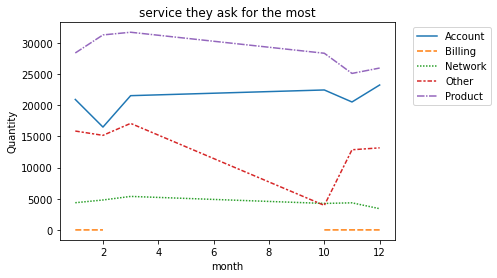 service they ask for the most
Quantity
30000
25000
20000
15000
10000
5000
0
2
4
6
8
10
12
month
Account
Billing
Network
Other
Product